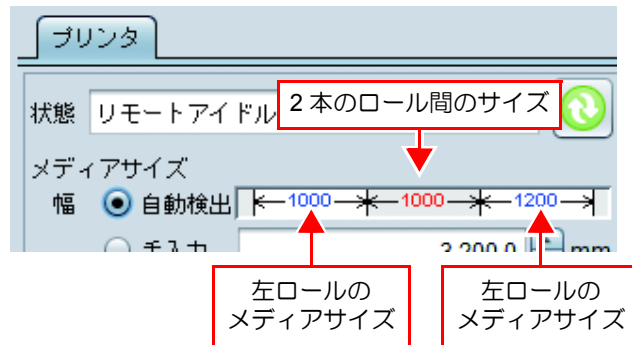 プリンタ
2 本のロール間のサイズ
状態 リモートアイドル
メディアサイズ
幅 自動検出 1000 1000 1200
手入力 3,200.0 mm
左ロールの
メディアサイズ
左ロールの
メディアサイズ